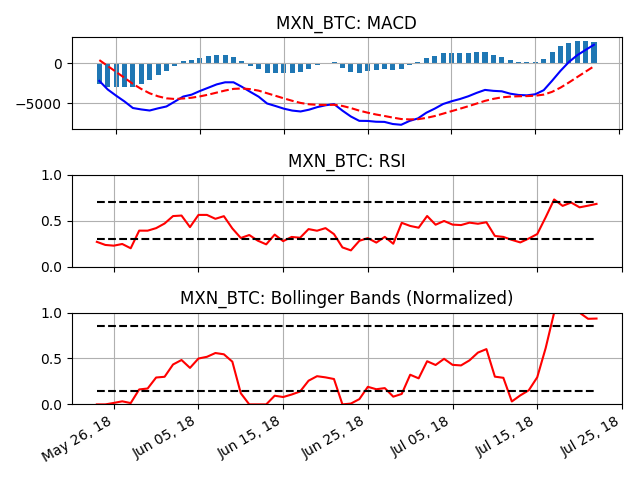 MXN_BTC: MACD
0
−5000
MXN_BTC: RSI
1.0
0.5
0.0
MXN_BTC: Bollinger Bands (Normalized)
1.0
0.5
0.0
May 26, 18
Jun 05, 18
Jun 15, 18
Jun 25, 18
Jul 05, 18
Jul 15, 18
Jul 25, 18